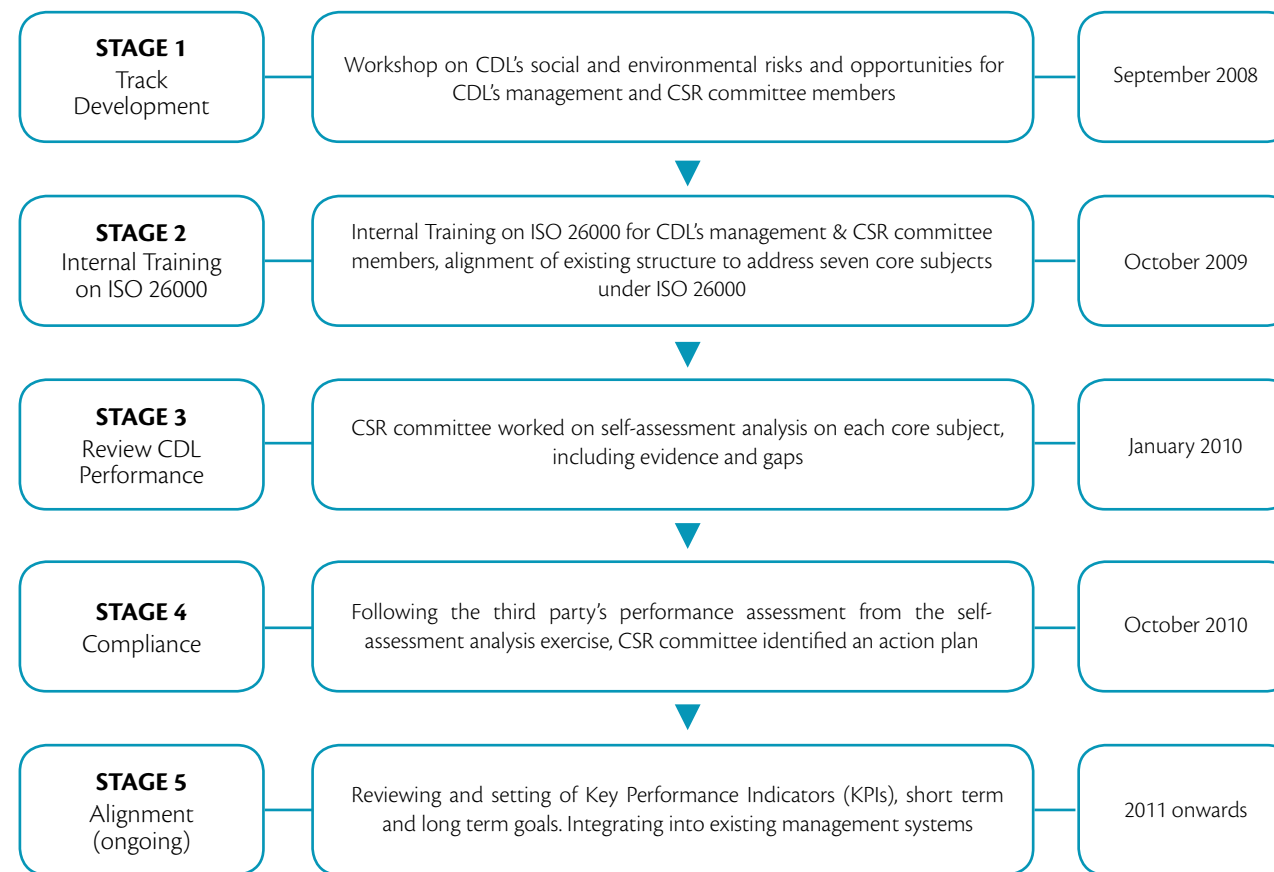 STAGE 1
Track
Development
Workshop on CDL's social and environmental risks and opportunities for
CDL's management and CSR committee members
September 2008
STAGE 2
Internal Training
on ISO 26000
Internal Training on ISO 26000 for CDL's management & CSR committee
members, alignment of existing structure to address seven core subjects
under ISO 26000
October 2009
STAGE 3
Review CDL
Performance
CSR committee worked on self-assessment analysis on each core subject,
including evidence and gaps
January 2010
STAGE 4
Compliance
Following the third party's performance assessment from the self-
assessment analysis exercise, CSR committee identified an action plan
October 2010
STAGE 5
Alignment
(ongoing)
Reviewing and setting of Key Performance Indicators (KPIs), short term
and long term goals. Integrating into existing management systems
2011 onwards